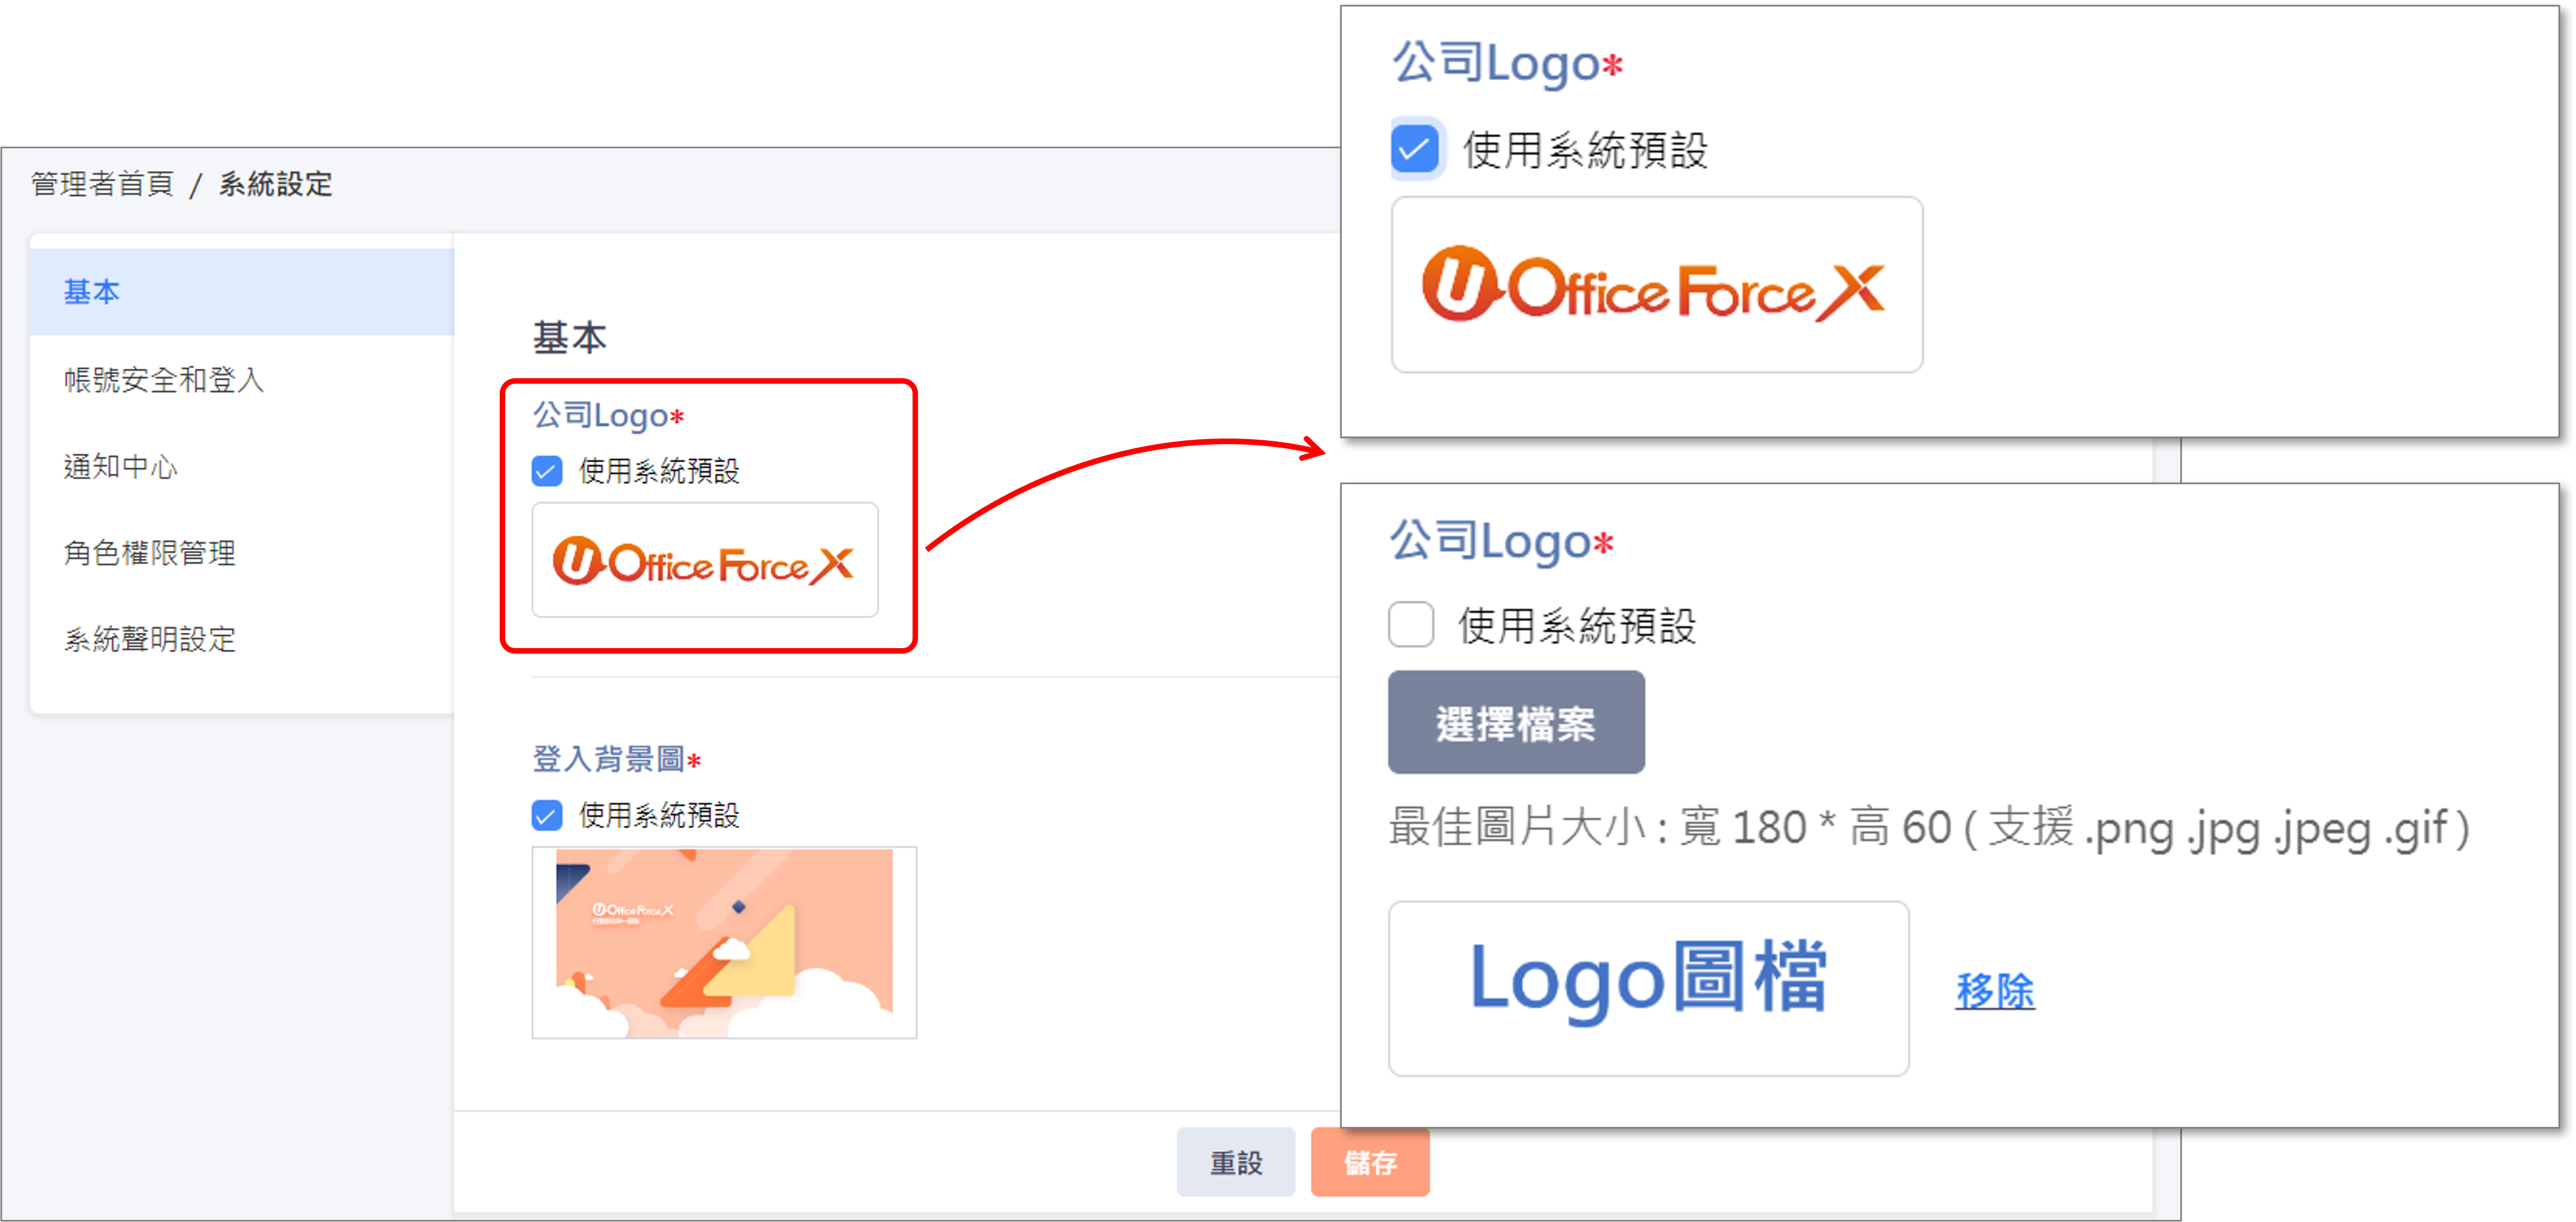 管理者首頁 / 系統設定
基本
帳號安全和登入
通知中心
角色權限管理
系統聲明設定
基本
公司Logo*
使用系統預設
U Office Force X
登入背景圖*
使用系統預設
U Office Force X
重設
儲存
公司Logo*
使用系統預設
U Office Force X
公司Logo*
使用系統預設
選擇檔案
最佳圖片大小 : 寬 180 * 高 60 ( 支援 .png .jpg .jpeg .gif )
Logo圖檔
移除